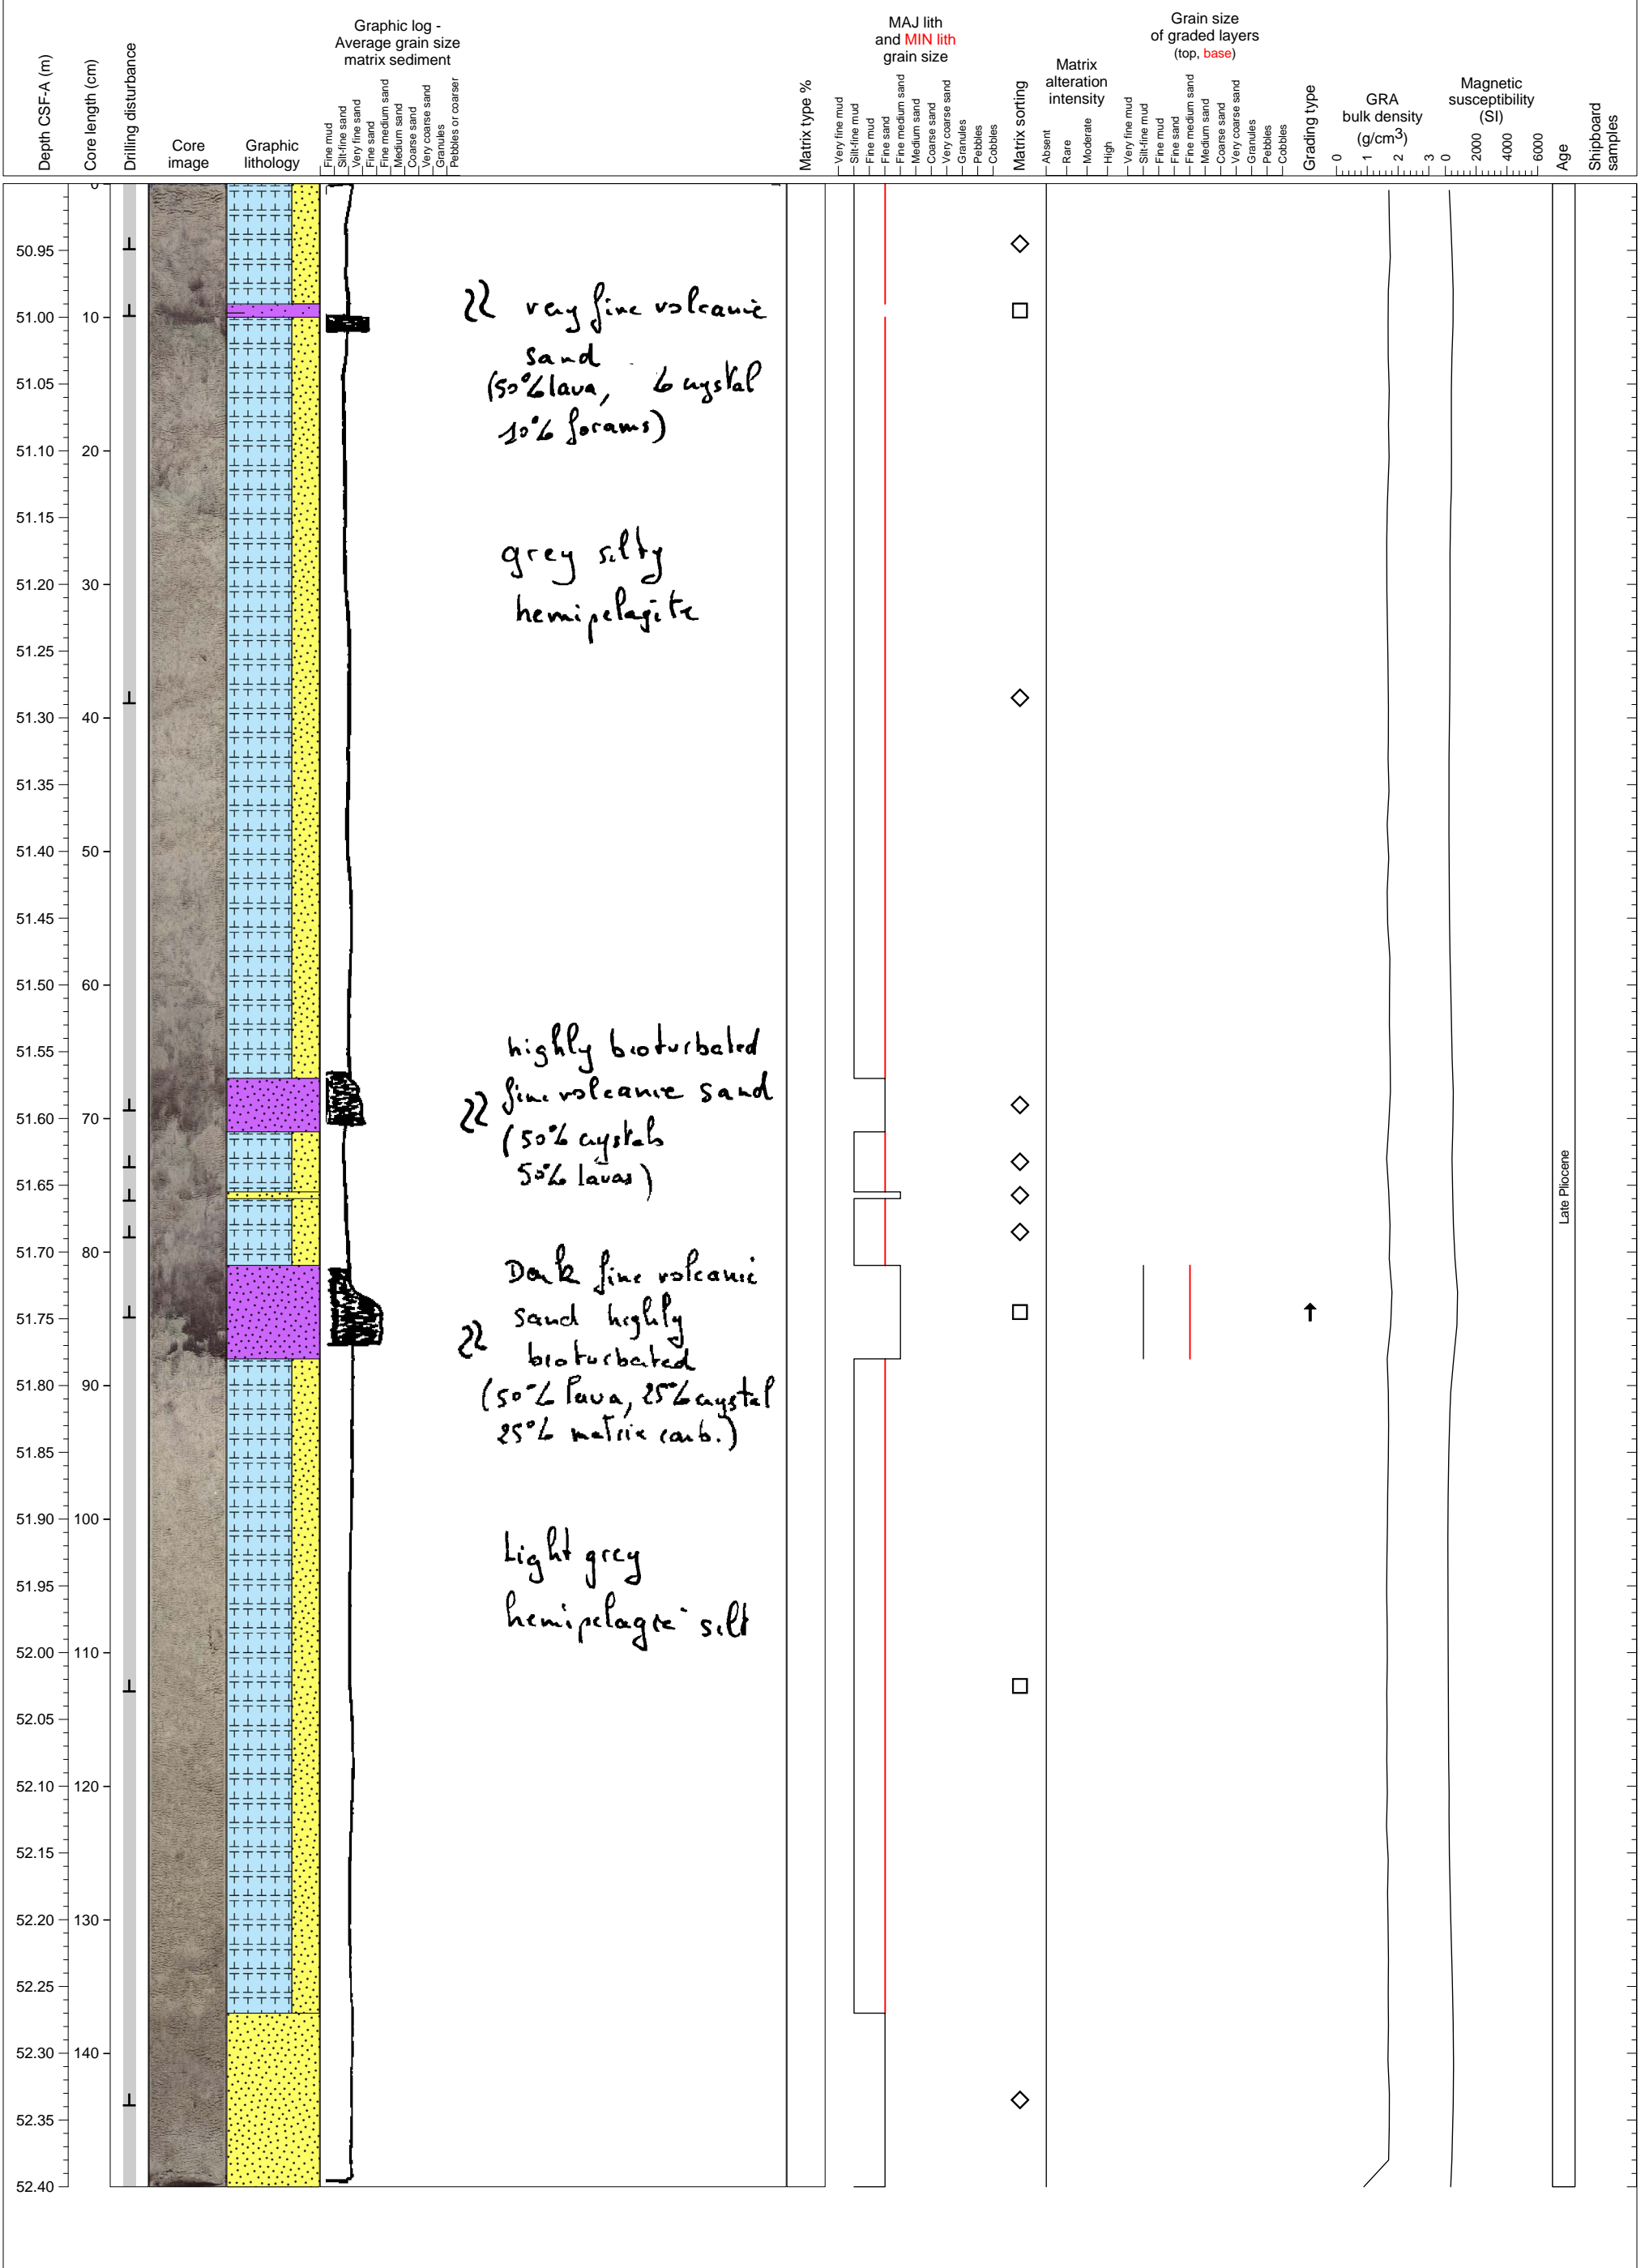 Depth CSF-A (m)
Core length (cm)
Drilling disturbance
Core
image
Graphic
lithology
Graphic log -
Average grain size
matrix sediment
Fine mud
Silt-fine sand
Very fine sand
Fine sand
Fine medium sand
Medium sand
Coarse sand
Very coarse sand
Granules
Pebbles or coarser
Matrix type %
MAJ lith
and MIN lith
grain size
Very fine mud
Silt-fine mud
Fine mud
Fine sand
Fine medium sand
Medium sand
Coarse sand
Very coarse sand
Granules
Pebbles
Cobbles
Matrix sorting
Matrix
alteration
intensity
Absent
Rare
Moderate
High
Grain size
of graded layers
(top, base)
Very fine mud
Silt-fine mud
Fine mud
Fine sand
Fine medium sand
Medium sand
Coarse sand
Very coarse sand
Granules
Pebbles
Cobbles
Grading type
GRA
bulk density
(g/cm3)
0 1 2 3
Magnetic
susceptibility
(SI)
0 2000 4000 6000
Age
Shipboard
samples
0
50.95
51.00 10
51.05
51.10 20
51.15
51.20 30
51.25
51.30 40
51.35
51.40 50
51.45
51.50 60
51.55
51.60 70
51.65
51.70 80
51.75
51.80 90
51.85
51.90 100
51.95
52.00 110
52.05
52.10 120
52.15
52.20 130
52.25
52.30 140
52.35
52.40
very fine volcanic
sand
(50% lava, % crystal
10% forams)
grey silty
hemipelagite
highly bioturbated
fine volcanic sand
(50% crystals
50% lavas)
Dark fine volcanic
sand highly
bioturbated
(50% lava, 25% crystal
25% matrix carb.)
Light grey
hemipelagic silt
Late Pliocene